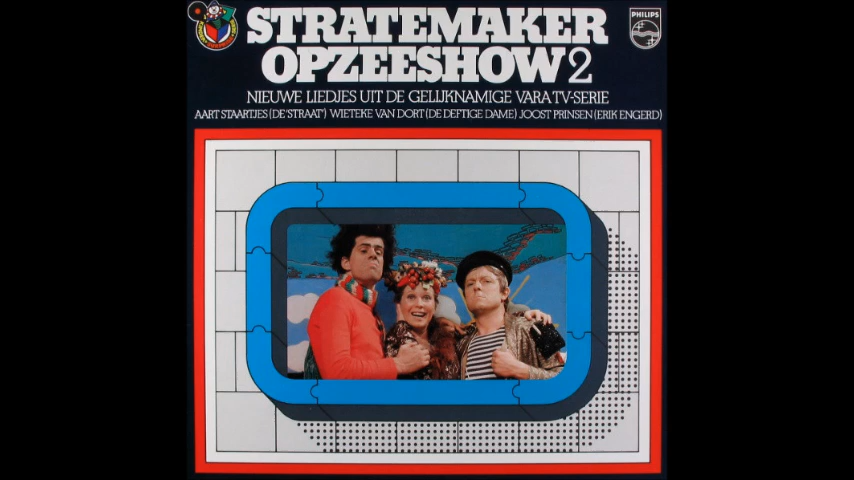 STRATEMAKER
OPZEESHOW 2
PHILIPS
NIEUWE LIEDJES UIT DE GELIJKNAMIGE VARA TV-SERIE
AART STAARTJES (DE 'STRAAT') WIETEKE VAN DORT (DE DEFTIGE DAME) JOOST PRINSEN (ERIK ENGERD)